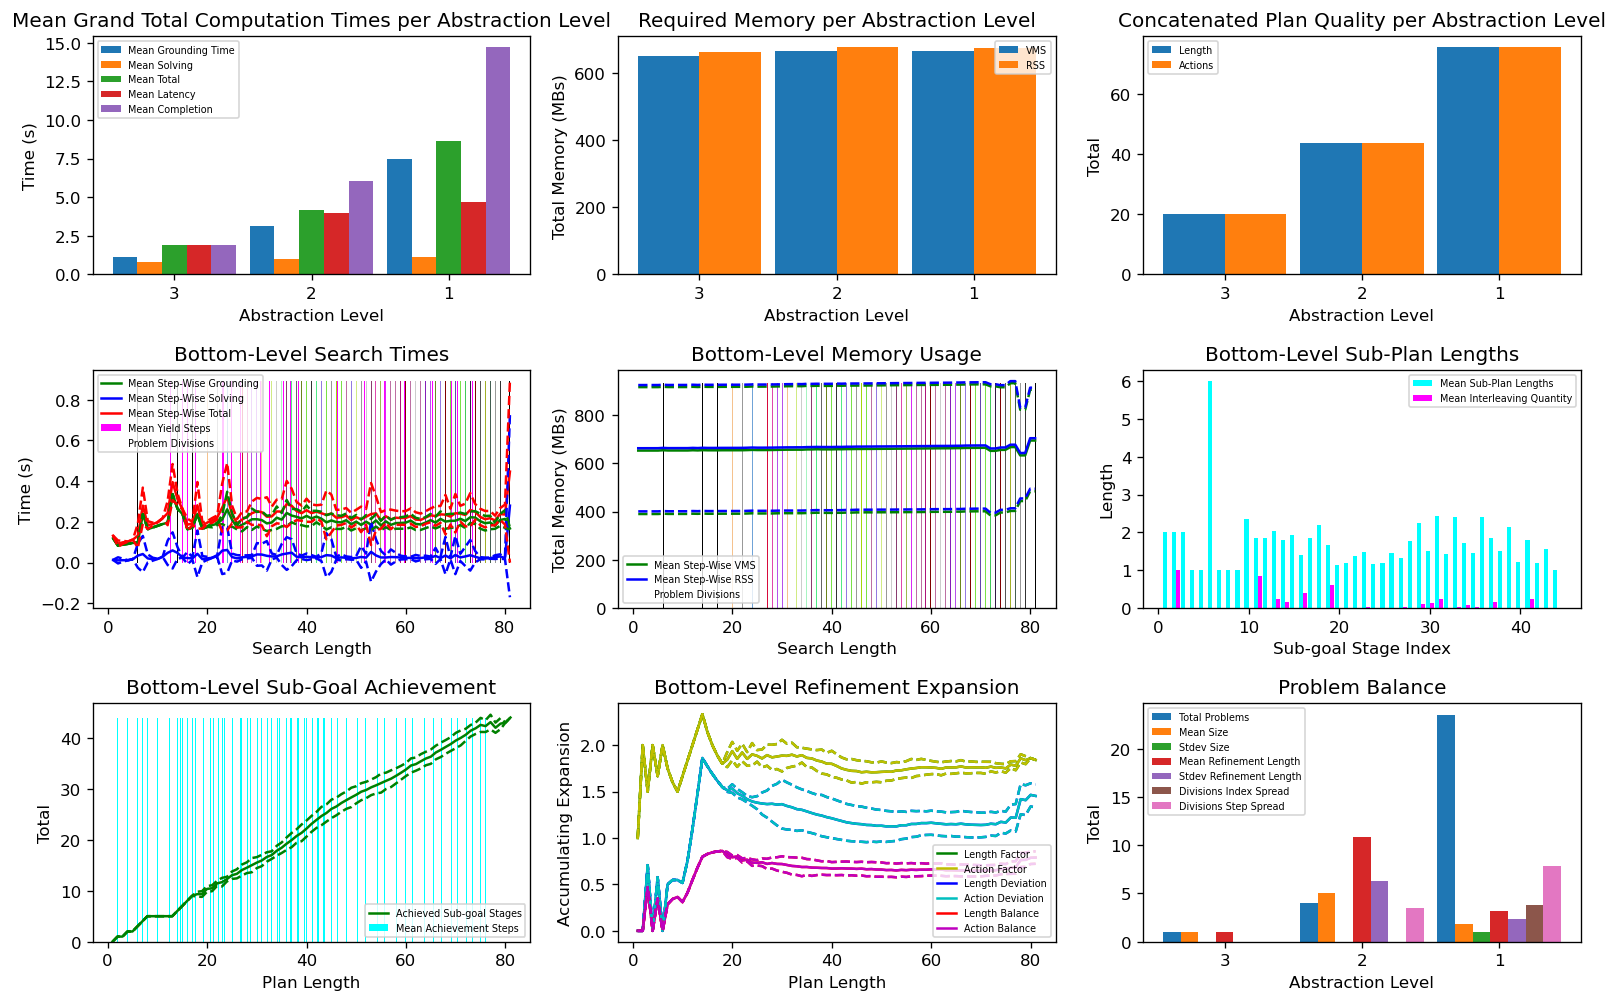 Mean Grand Total Computation Times per Abstraction Level
15.0
12.5
10.0
7.5
5.0
2.5
0.0
Time (s)
Mean Grounding Time
Mean Solving
Mean Total
Mean Latency
Mean Completion
3 2 1
Abstraction Level
Required Memory per Abstraction Level
600
400
200
0
Total Memory (MBs)
VMS
RSS
3 2 1
Abstraction Level
Concatenated Plan Quality per Abstraction Level
60
40
20
0
Total
Length
Actions
3 2 1
Abstraction Level
Bottom-Level Search Times
0.8
0.6
0.4
0.2
0.0
−0.2
Time (s)
Mean Step-Wise Grounding
Mean Step-Wise Solving
Mean Step-Wise Total
Mean Yield Steps
Problem Divisions
0 20 40 60 80
Search Length
Bottom-Level Memory Usage
800
600
400
200
0
Total Memory (MBs)
Mean Step-Wise VMS
Mean Step-Wise RSS
Problem Divisions
0 20 40 60 80
Search Length
Bottom-Level Sub-Plan Lengths
6
5
4
3
2
1
0
Length
Mean Sub-Plan Lengths
Mean Interleaving Quantity
0 10 20 30 40
Sub-goal Stage Index
Bottom-Level Sub-Goal Achievement
40
30
20
10
0
Total
Achieved Sub-goal Stages
Mean Achievement Steps
0 20 40 60 80
Plan Length
Bottom-Level Refinement Expansion
2.0
1.5
1.0
0.5
0.0
Accumulating Expansion
Length Factor
Action Factor
Length Deviation
Action Deviation
Length Balance
Action Balance
0 20 40 60 80
Plan Length
Problem Balance
20
15
10
5
0
Total
Total Problems
Mean Size
Stdev Size
Mean Refinement Length
Stdev Refinement Length
Divisions Index Spread
Divisions Step Spread
3 2 1
Abstraction Level